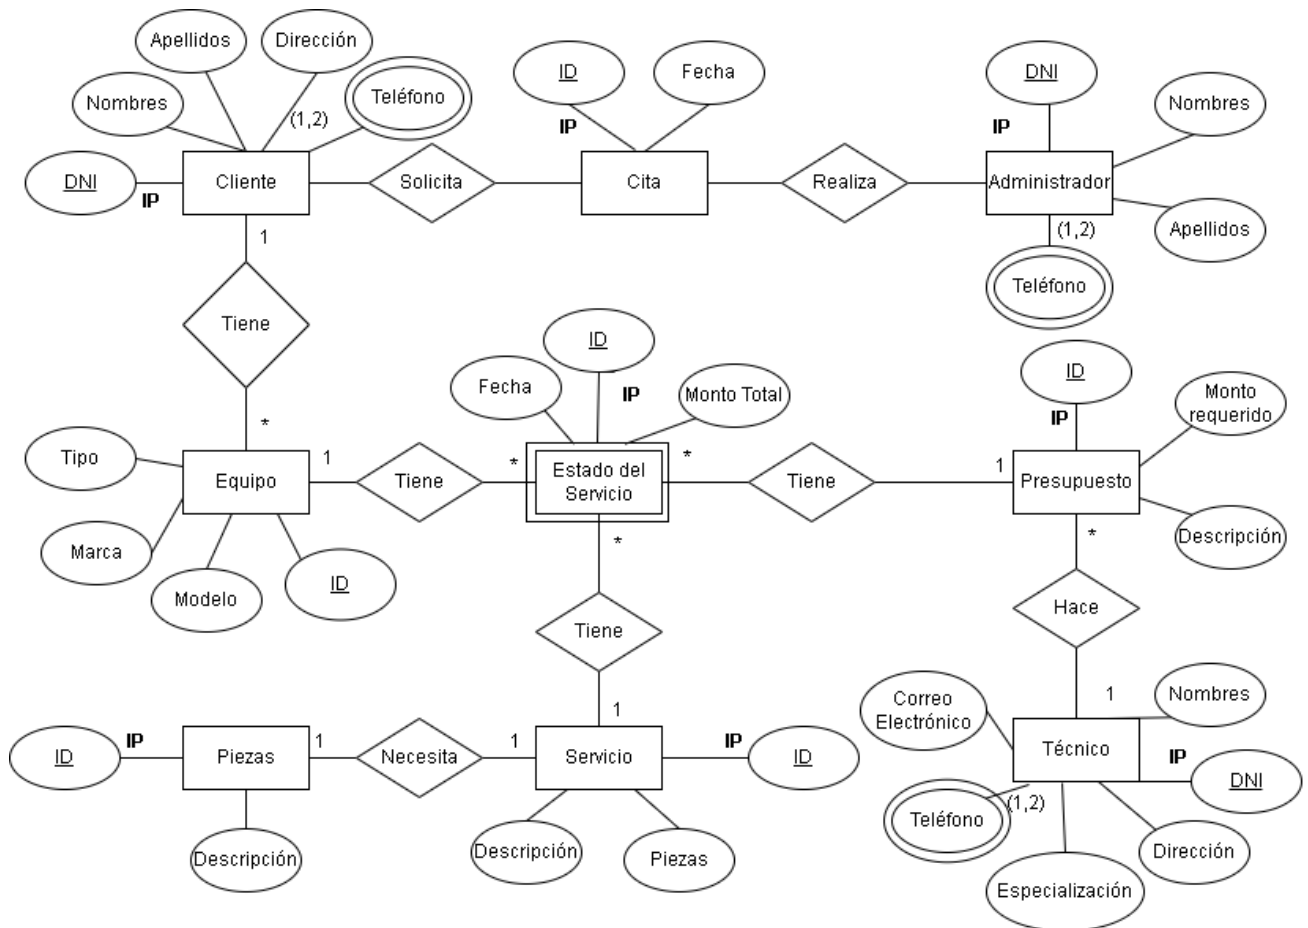 Apellidos
Dirección
ID
Fecha
DNI
Nombres
Teléfono
Nombres
(1,2)
IP
IP
DNI
IP
Cliente
Solicita
Cita
Realiza
Administrador
1
(1,2)
Apellidos
Teléfono
Tiene
ID
Fecha
IP
Monto Total
ID
IP
Monto
requerido
*
Tipo
Equipo
1
Tiene
*
Estado del
Servicio
*
Tiene
1
Presupuesto
Marca
Modelo
ID
*
*
Descripción
Tiene
Hace
1
Correo
Electrónico
1
Nombres
ID
IP
Piezas
1
Necesita
1
Servicio
IP
ID
Técnico
IP
DNI
Teléfono
(1,2)
Descripción
Descripción
Piezas
Dirección
Especialización